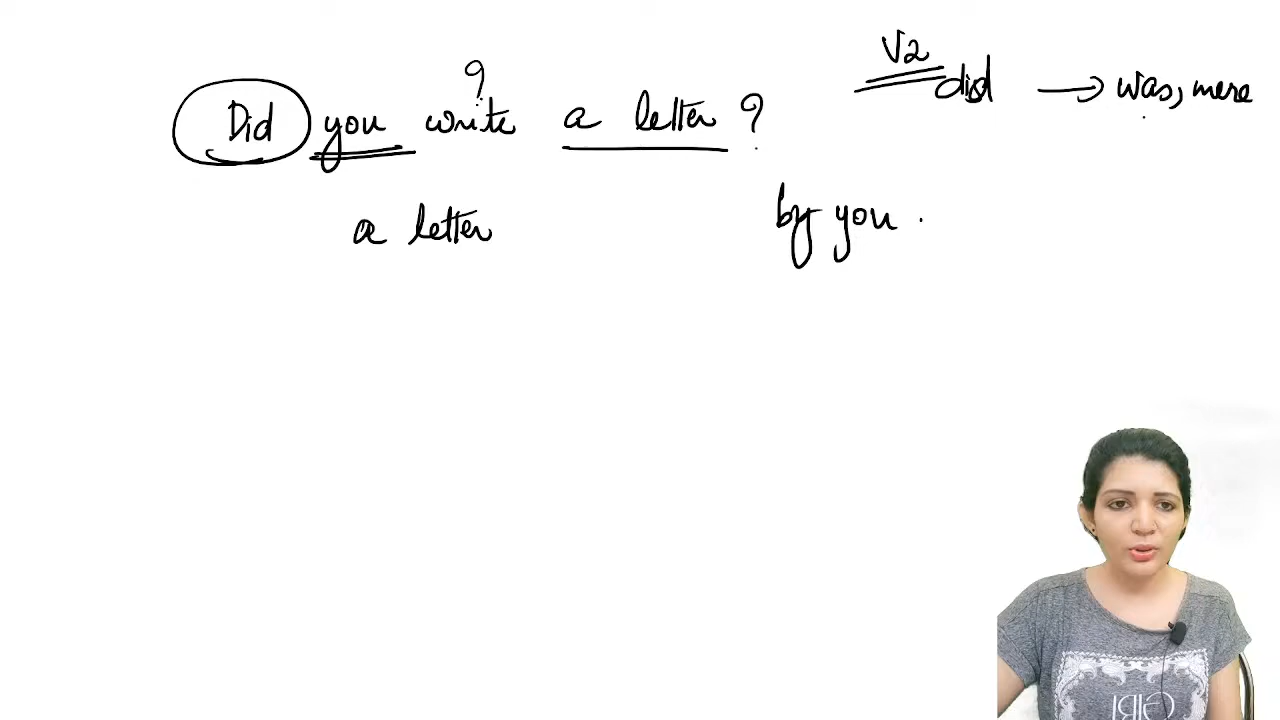 V2
did → was, were
Did you write a letter ?
?
a letter by you .